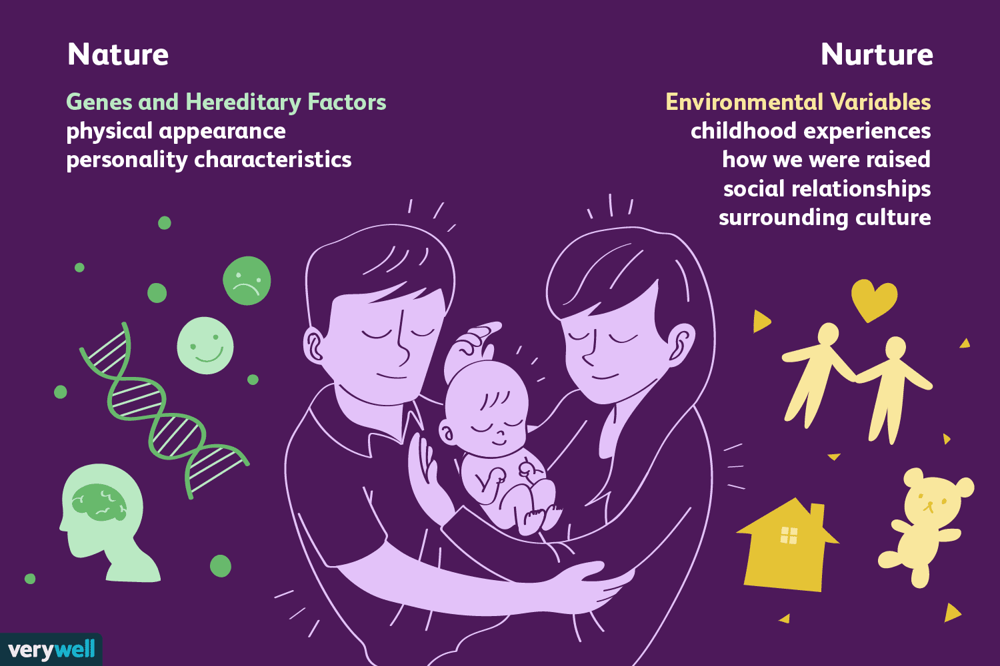 Nature
Genes and Hereditary Factors
physical appearance
personality characteristics
Nurture
Environmental Variables
childhood experiences
how we were raised
social relationships
surrounding culture
verywell